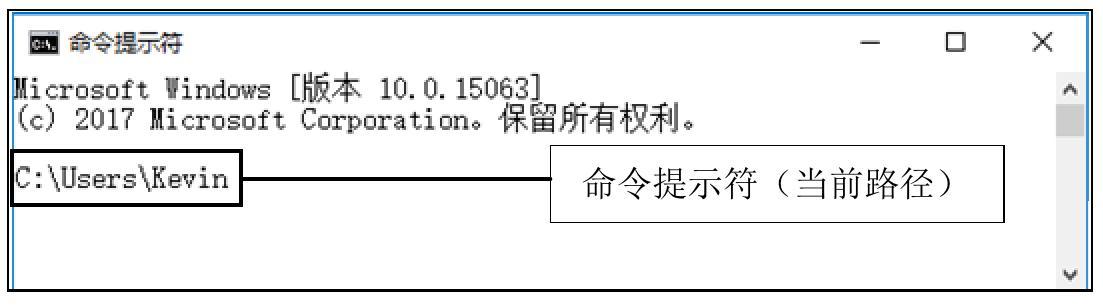 命令提示符
Microsoft Windows [版本 10.0.15063]
(c) 2017 Microsoft Corporation。保留所有权利。
C:\Users\Kevin
命令提示符（当前路径）